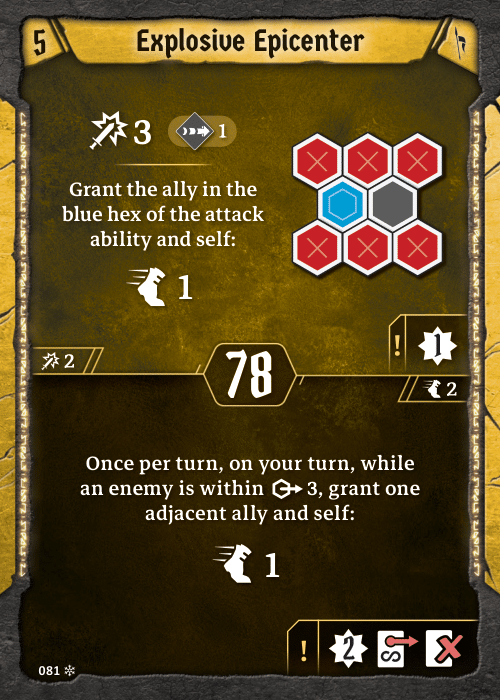 5
Explosive Epicenter
3
1
Grant the ally in the
blue hex of the attack
ability and self:
1
! 1
2
78
2
Once per turn, on your turn, while
an enemy is within 3, grant one
adjacent ally and self:
1
! 2
081